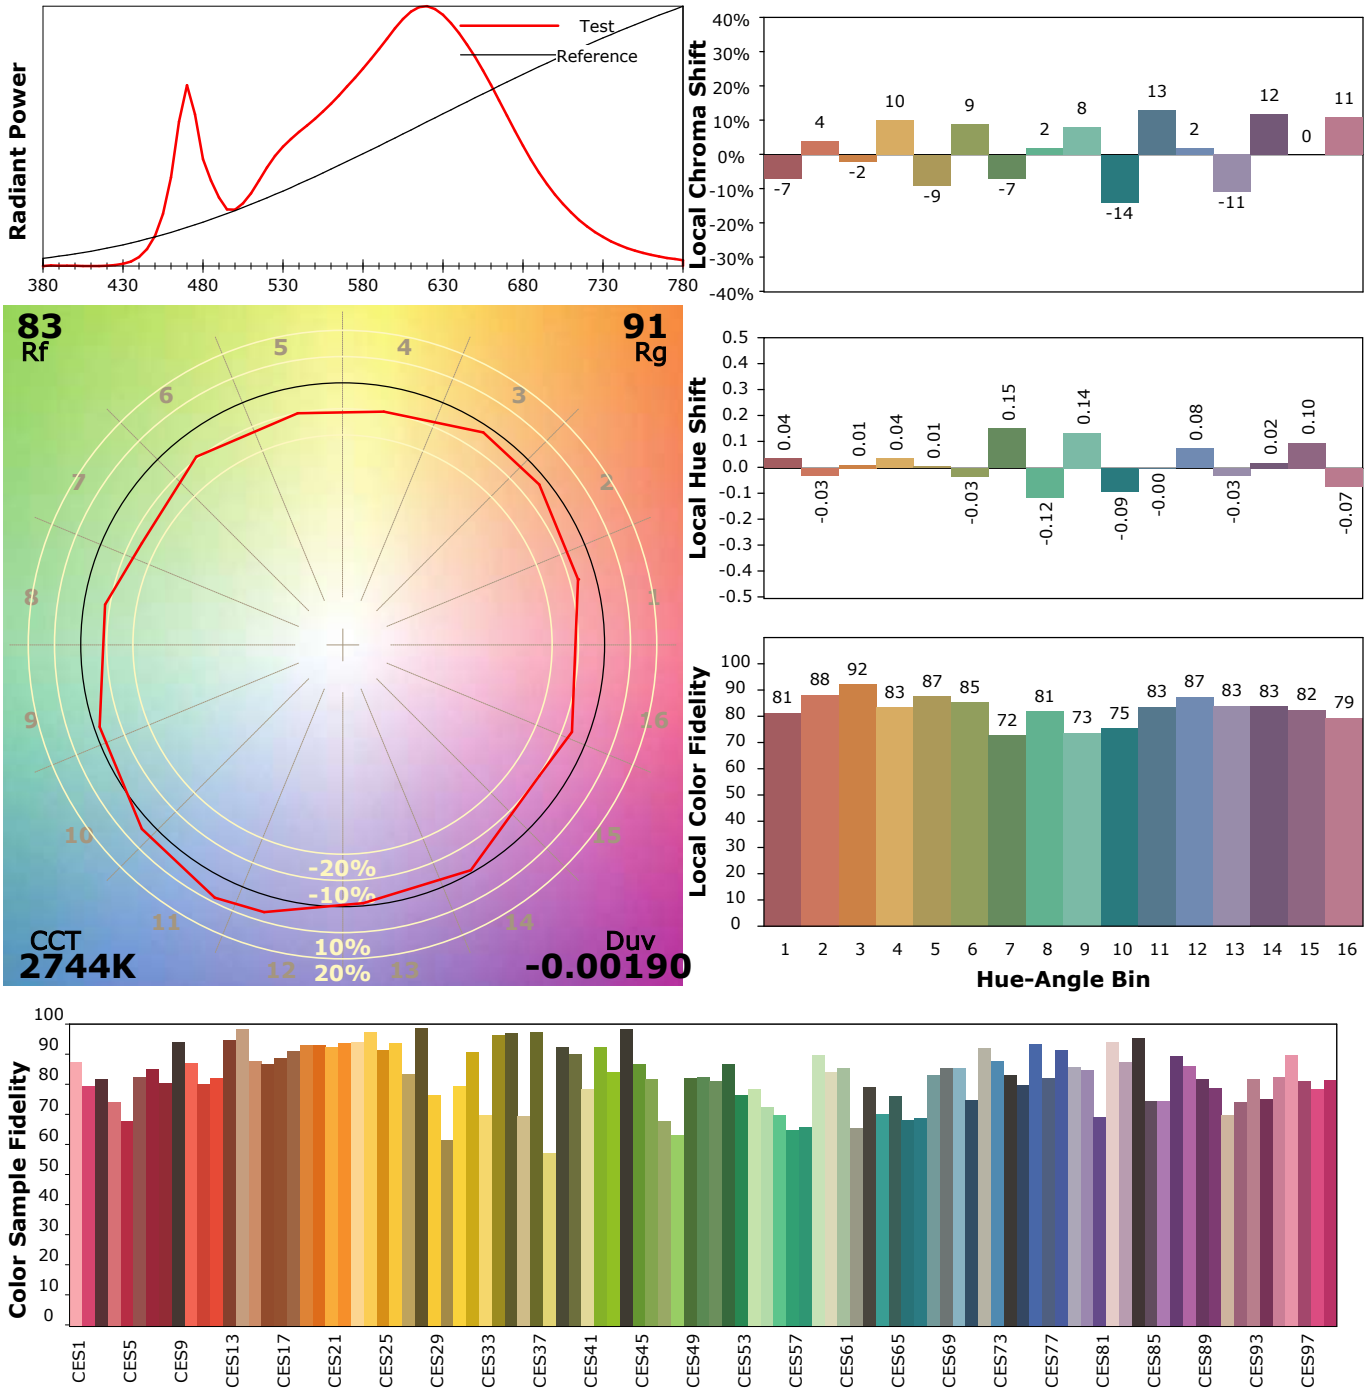 Radiant Power
Test
Reference
380 430 480 530 580 630 680 730 780
Local Chroma Shift
40%
30%
20%
10%
0%
-10%
-20%
-30%
-40%
-7 4 -2 10 -9 9 -7 2 8 -14 13 2 -11 12 0 11
83
Rf
91
Rg
CCT
2744K
Duv
-0.00190
1 2 3 4 5 6 7 8 9 10 11 12 13 14 15 16
-20%
-10%
10%
20%
Local Hue Shift
0.5
0.4
0.3
0.2
0.1
0.0
-0.1
-0.2
-0.3
-0.4
-0.5
0.04 -0.03 0.01 0.04 0.01 -0.03 0.15 -0.12 0.14 -0.09 -0.00 0.08 -0.03 0.02 0.10 -0.07
Local Color Fidelity
100
90
80
70
60
50
40
30
20
10
0
81 88 92 83 87 85 72 81 73 75 83 87 83 83 82 79
1 2 3 4 5 6 7 8 9 10 11 12 13 14 15 16
Hue-Angle Bin
Color Sample Fidelity
100
90
80
70
60
50
40
30
20
10
0
CES1 CES5 CES9 CES13 CES17 CES21 CES25 CES29 CES33 CES37 CES41 CES45 CES49 CES53 CES57 CES61 CES65 CES69 CES73 CES77 CES81 CES85 CES89 CES93 CES97